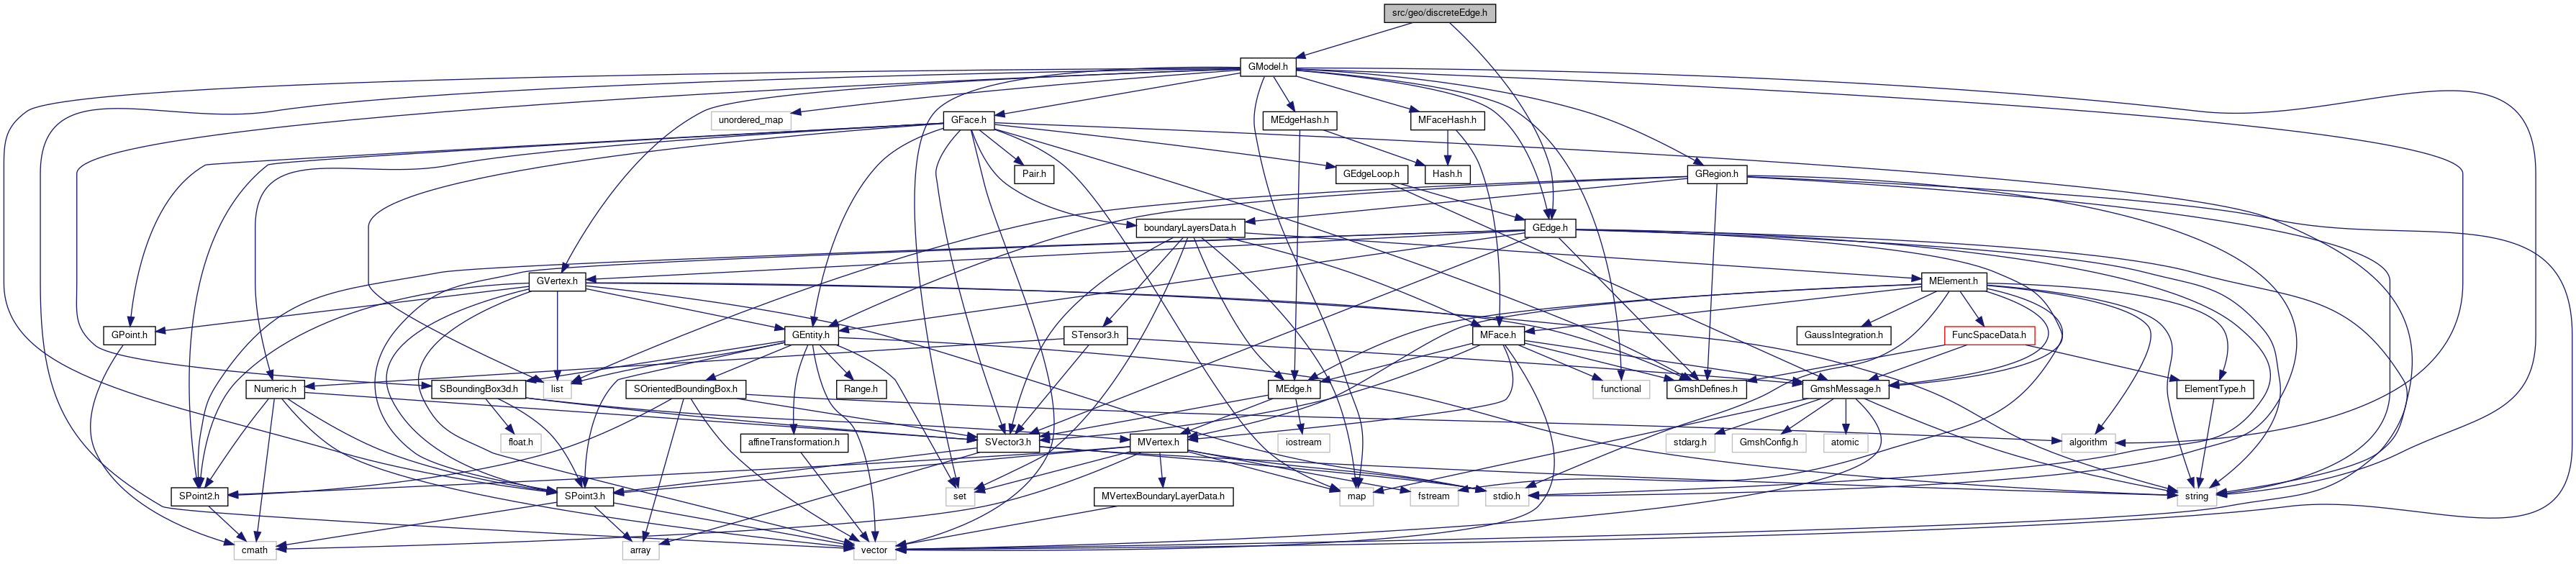 src/geo/discreteEdge.h
GModel.h
unordered_map
GFace.h
MEdgeHash.h
MFaceHash.h
Pair.h
GEdgeLoop.h
Hash.h
GRegion.h
boundaryLayersData.h
GEdge.h
GVertex.h
MElement.h
GPoint.h
GEntity.h
STensor3.h
MFace.h
GaussIntegration.h
FuncSpaceData.h
Numeric.h
SBoundingBox3d.h
list
SOrientedBoundingBox.h
Range.h
MEdge.h
functional
GmshDefines.h
GmshMessage.h
ElementType.h
float.h
affineTransformation.h
SVector3.h
MVertex.h
iostream
stdarg.h
GmshConfig.h
atomic
algorithm
SPoint2.h
SPoint3.h
set
MVertexBoundaryLayerData.h
map
fstream
stdio.h
string
cmath
array
vector